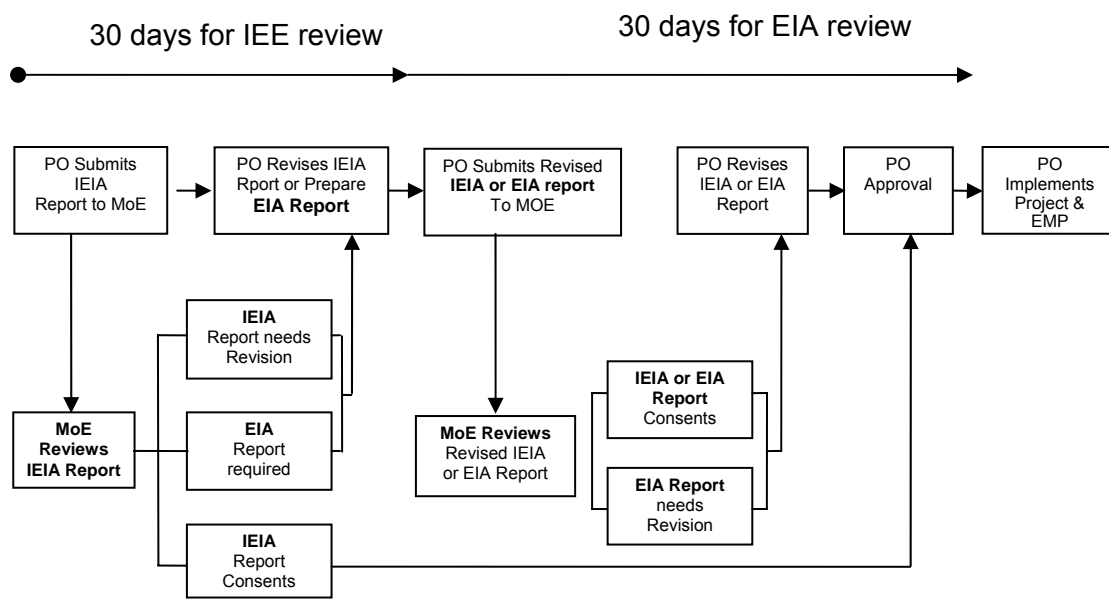 30 days for IEE review
30 days for EIA review
PO Submits
IEIA
Report to MoE
PO Revises IEIA
Rport or Prepare
EIA Report
PO Submits Revised
IEIA or EIA report
To MOE
PO Revises
IEIA or EIA
Report
PO
Approval
PO
Implements
Project &
EMP
IEIA
Report needs
Revision
MoE
Reviews
IEIA Report
EIA
Report
required
IEIA
Report
Consents
MoE Reviews
Revised IEIA
or EIA Report
IEIA or EIA
Report
Consents
EIA Report
needs
Revision